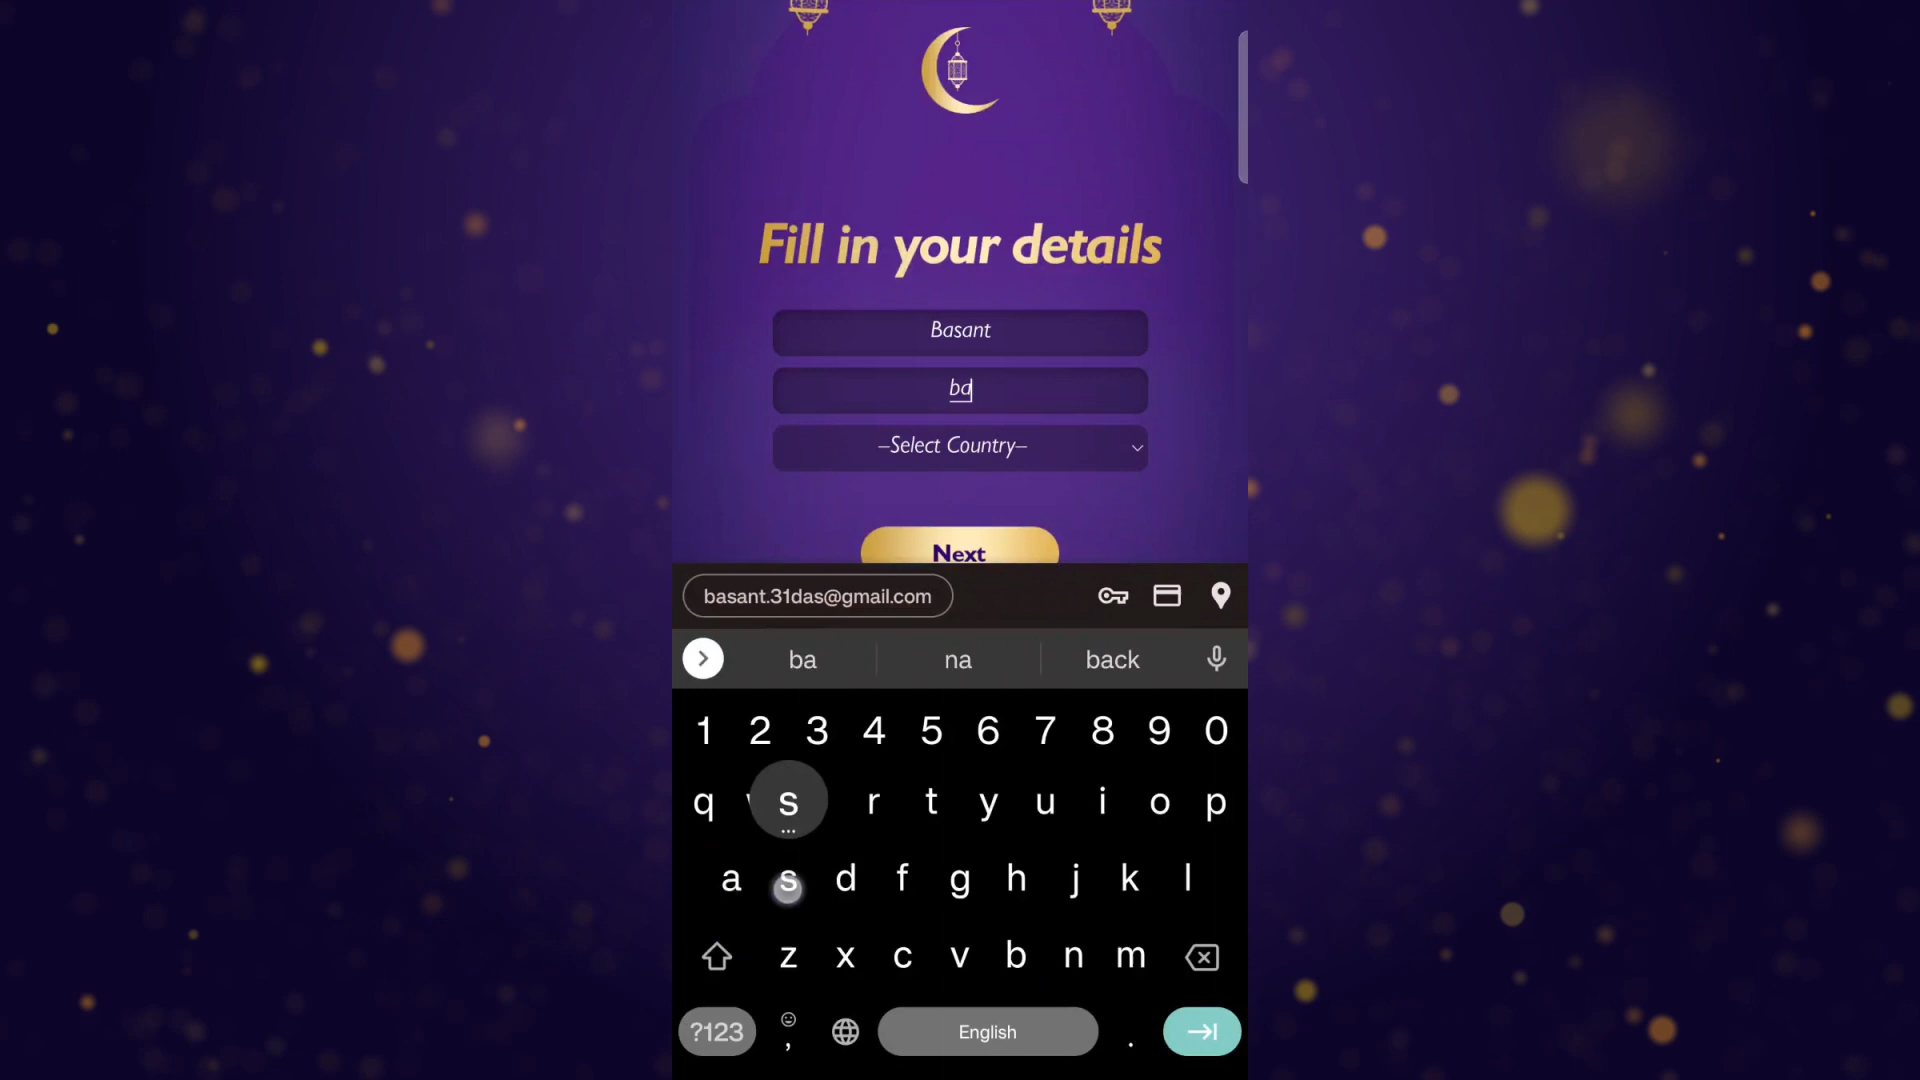 Fill in your details
Basant
ba
–Select Country–
Next
basant.31das@gmail.com
ba na back
1 2 3 4 5 6 7 8 9 0
q s r t y u i o p
a s d f g h j k l
z x c v b n m
?123 , English .